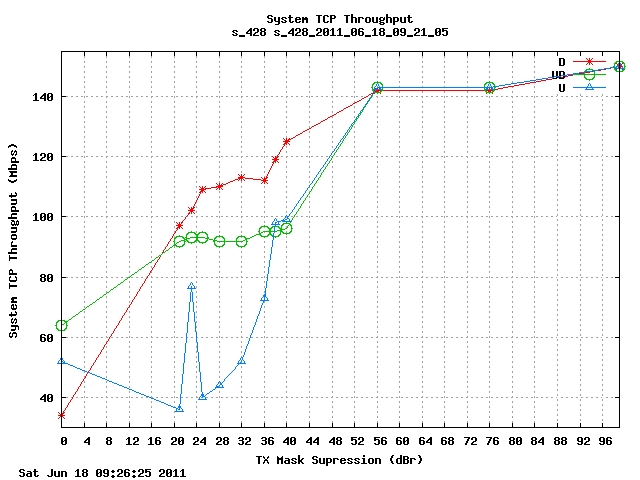 System TCP Throughput
s_428 s_428_2011_06_18_09_21_05
D
UD
U
140
120
100
80
60
40
System TCP Throughput (Mbps)
0 4 8 12 16 20 24 28 32 36 40 44 48 52 56 60 64 68 72 76 80 84 88 92 96
TX Mask Supression (dBr)
Sat Jun 18 09:26:25 2011